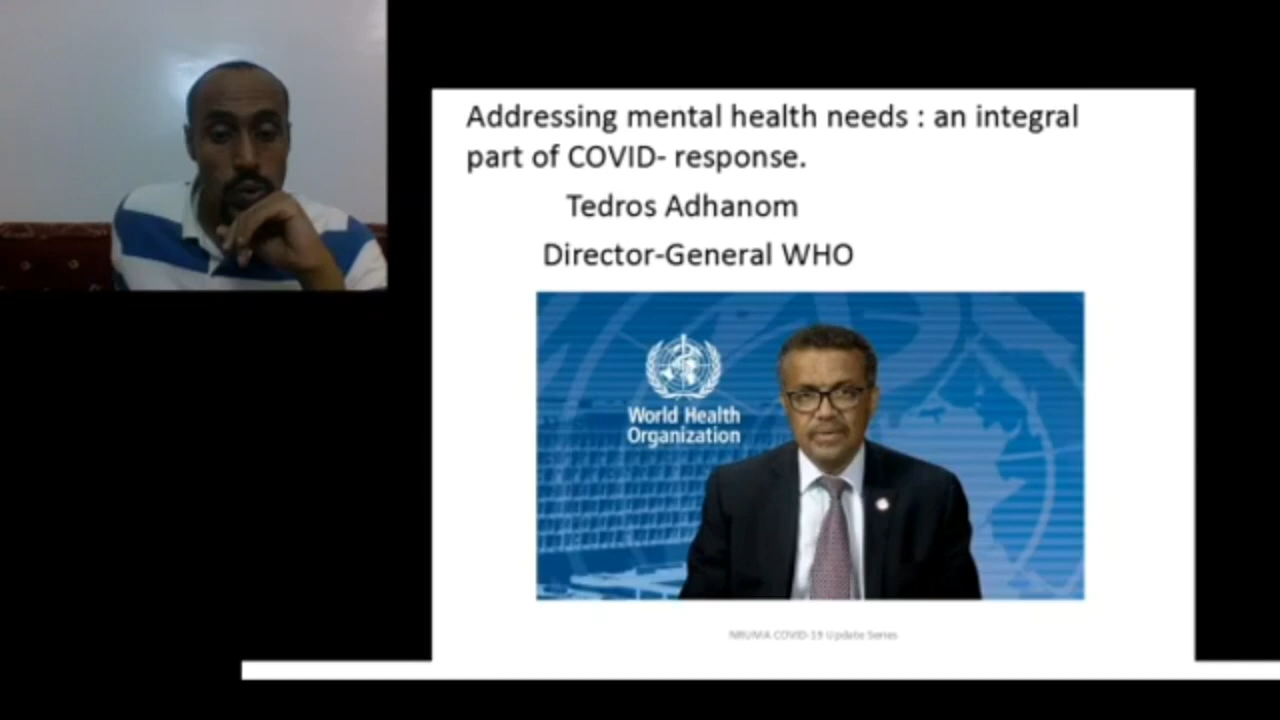 Addressing mental health needs : an integral
part of COVID- response.
Tedros Adhanom
Director-General WHO
World Health
Organization
COVID-19 Update Series